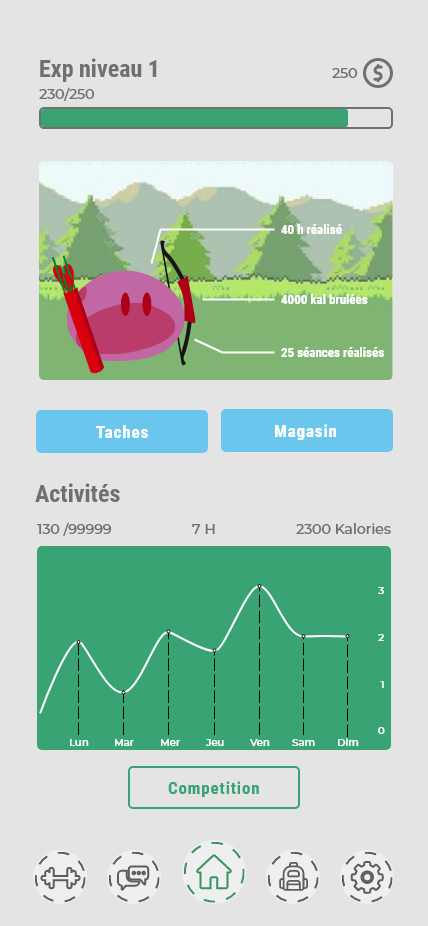 Exp niveau 1
250 $
230/250
40 h réalisé
4000 kal brulées
25 séances réalisés
Taches
Magasin
Activités
130 /99999 7 H 2300 Kalories
3
2
1
0
Lun Mar Mer Jeu Ven Sam Dim
Competition